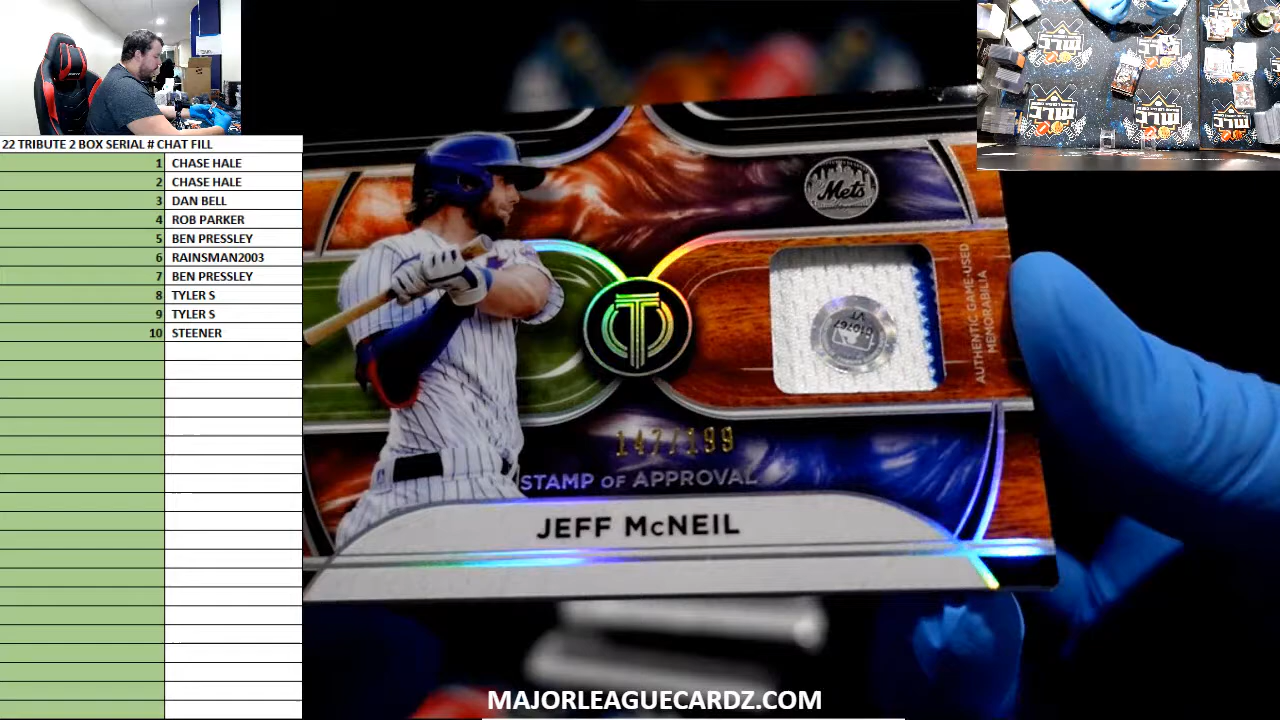 22 TRIBUTE 2 BOX SERIAL # CHAT FILL
1 CHASE HALE
2 CHASE HALE
3 DAN BELL
4 ROB PARKER
5 BEN PRESSLEY
6 RAINSMAN2003
7 BEN PRESSLEY
8 TYLER S
9 TYLER S
10 STEENER
Mets
AUTHENTIC GAME-USED
MEMORABILIA
147/199
STAMP OF APPROVAL
JEFF McNEIL
MAJORLEAGUECARDZ.COM